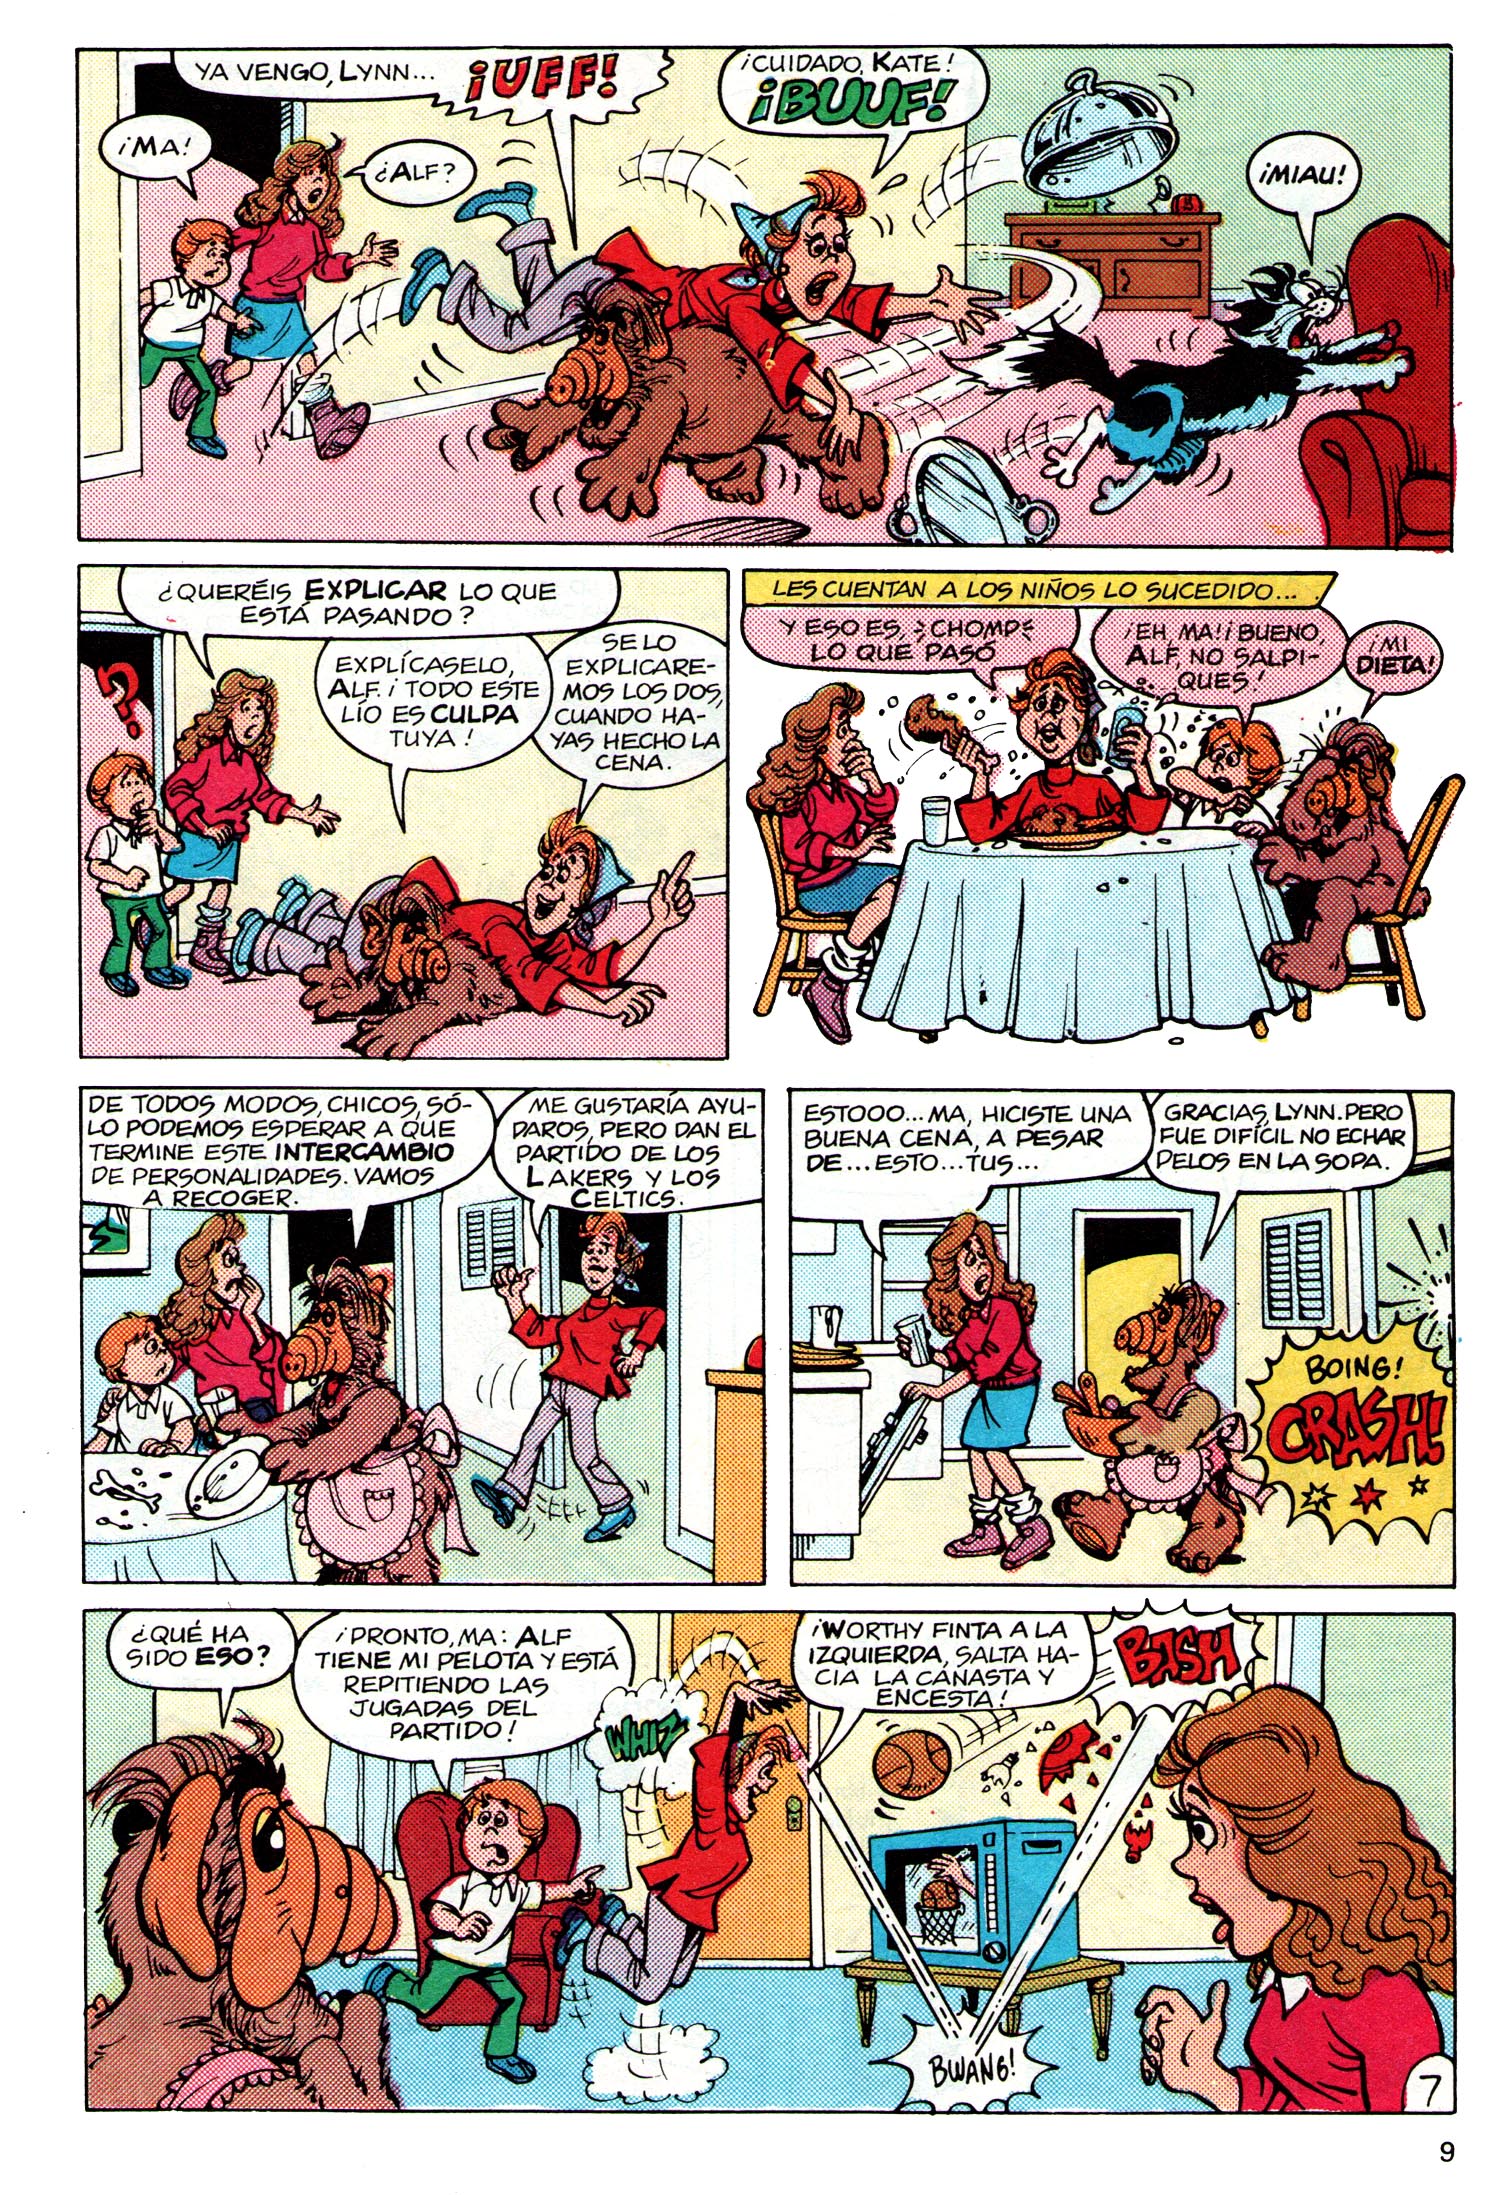 ¡MA!
¿ALF?
YA VENGO, LYNN...
¡UFF!
¡CUIDADO, KATE!
¡BUUF!
¡MIAU!
¿QUERÉIS EXPLICAR LO QUE
ESTÁ PASANDO?
?
EXPLÍCASELO,
ALF. ¡TODO ESTE
LÍO ES CULPA
TUYA!
SE LO
EXPLICARE-
MOS LOS DOS,
CUANDO HA-
YAS HECHO LA
CENA.
LES CUENTAN A LOS NIÑOS LO SUCEDIDO...
Y ESO ES, CHOMP
LO QUE PASÓ
¡EH, MA! ¡BUENO,
ALF, NO SALPI-
QUES!
¡MI
DIETA!
DE TODOS MODOS, CHICOS, SÓ-
LO PODEMOS ESPERAR A QUE
TERMINE ESTE INTERCAMBIO
DE PERSONALIDADES. VAMOS
A RECOGER.
ME GUSTARÍA AYU-
DAROS, PERO DAN EL
PARTIDO DE LOS
LAKERS Y LOS
CELTICS.
ESTOOO... MA, HICISTE UNA
BUENA CENA, A PESAR
DE... ESTO... TUS...
GRACIAS, LYNN. PERO
FUE DIFÍCIL NO ECHAR
PELOS EN LA SOPA.
BOING!
CRASH!
¿QUÉ HA
SIDO ESO?
¡PRONTO, MA: ALF
TIENE MI PELOTA Y ESTÁ
REPITIENDO LAS
JUGADAS DEL
PARTIDO!
WHIZ
¡WORTHY FINTA A LA
IZQUIERDA, SALTA HA-
CIA LA CANASTA Y
ENCESTA!
BASH
BWANG!
7
9